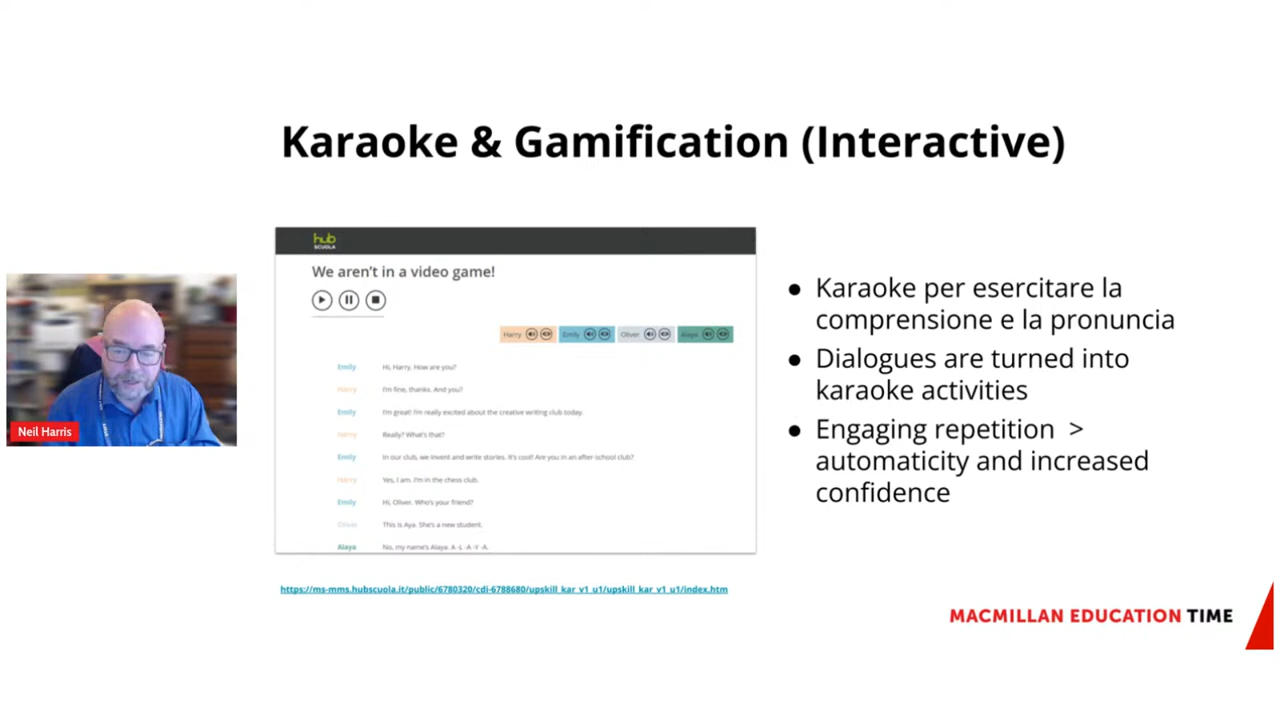 Karaoke & Gamification (Interactive)
hub
SCUOLA
We aren't in a video game!
Harry Emily Oliver Alaya
Emily Hi, Harry. How are you?
Harry I'm fine, thanks. And you?
Emily I'm great! I'm really excited about the creative writing club today.
Harry Really? What's that?
Emily In our club, we invent and write stories. It's cool! Are you in an after-school club?
Harry Yes, I am. I'm in the chess club.
Emily Hi, Oliver. Who's your friend?
Oliver This is Aya. She's a new student.
Alaya No, my name's Alaya. A -L -A -Y -A.
https://ms-mms.hubscuola.it/public/6780320/cdi-6788680/upskill_kar_v1_u1/upskill_kar_v1_u1/index.htm
● Karaoke per esercitare la
comprensione e la pronuncia
● Dialogues are turned into
karaoke activities
● Engaging repetition >
automaticity and increased
confidence
Neil Harris
MACMILLAN EDUCATION TIME